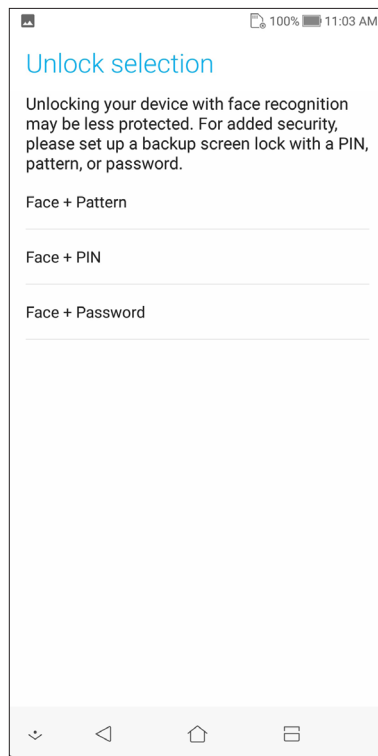 100% 11:03 AM
Unlock selection
Unlocking your device with face recognition
may be less protected. For added security,
please set up a backup screen lock with a PIN,
pattern, or password.
Face + Pattern
Face + PIN
Face + Password